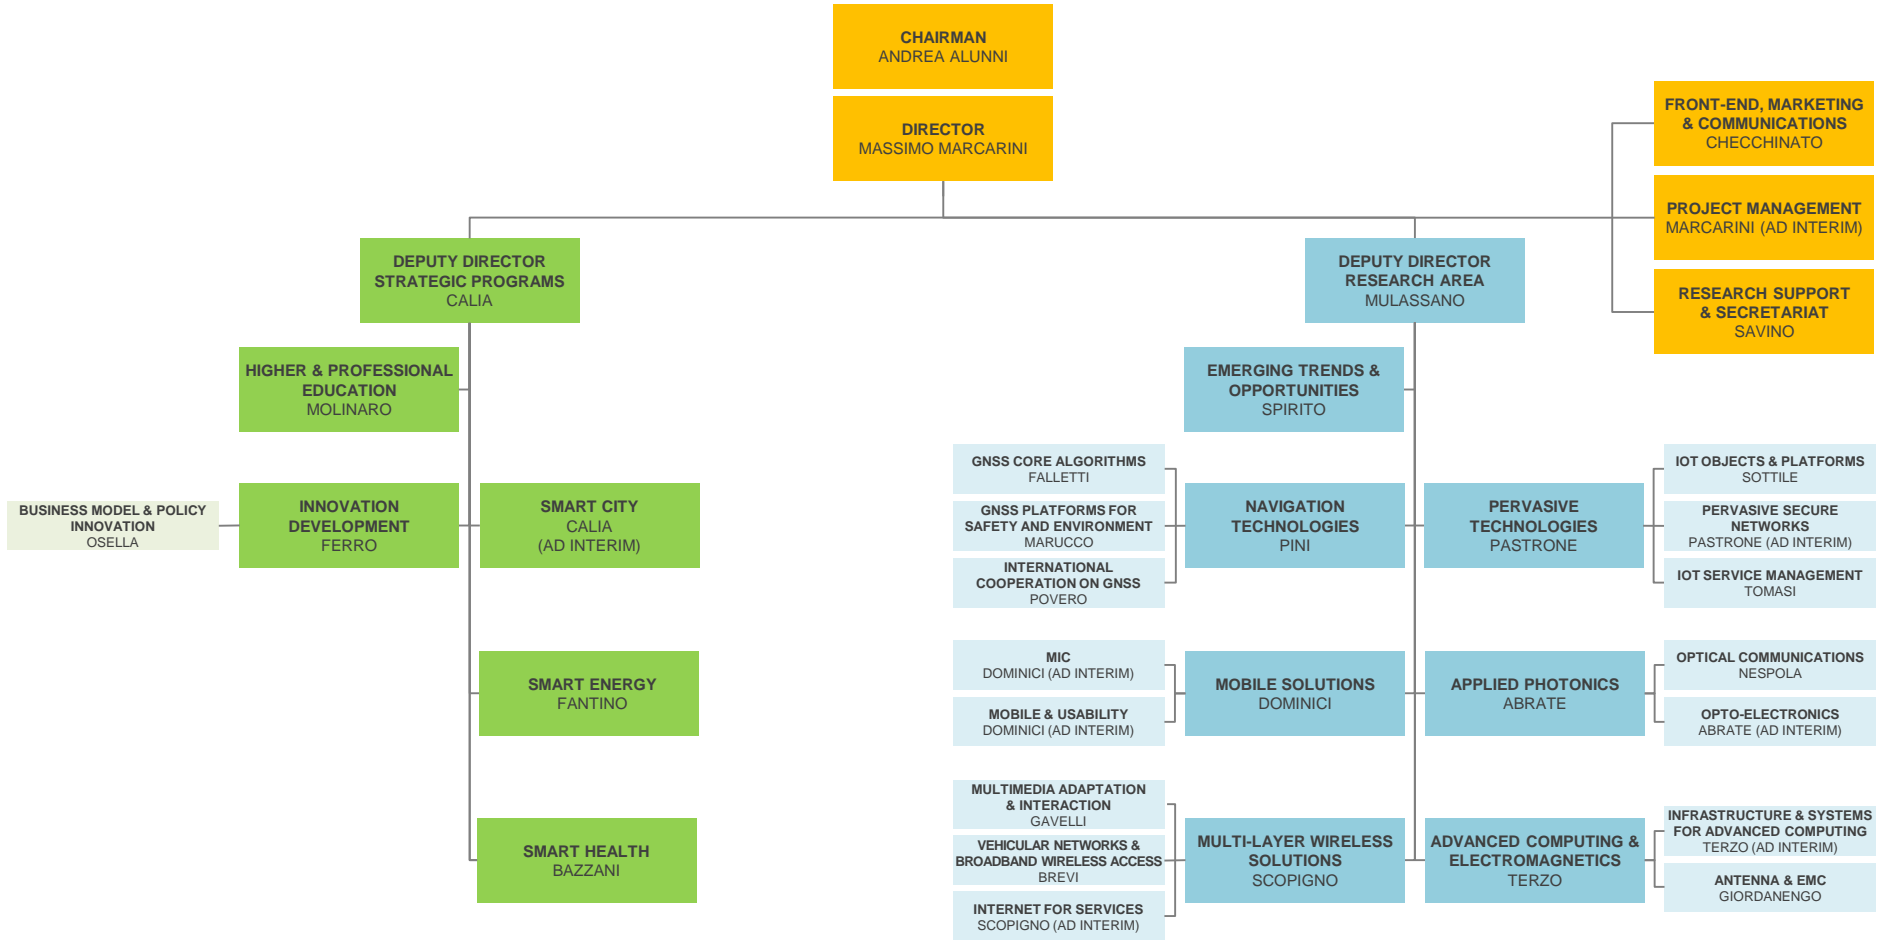 CHAIRMAN
ANDREA ALUNNI
DIRECTOR
MASSIMO MARCARINI
FRONT-END, MARKETING
& COMMUNICATIONS
CHECCHINATO
PROJECT MANAGEMENT
MARCARINI (AD INTERIM)
RESEARCH SUPPORT
& SECRETARIAT
SAVINO
DEPUTY DIRECTOR
STRATEGIC PROGRAMS
CALIA
HIGHER & PROFESSIONAL
EDUCATION
MOLINARO
BUSINESS MODEL & POLICY
INNOVATION
OSELLA
INNOVATION
DEVELOPMENT
FERRO
SMART CITY
CALIA
(AD INTERIM)
SMART ENERGY
FANTINO
SMART HEALTH
BAZZANI
DEPUTY DIRECTOR
RESEARCH AREA
MULASSANO
EMERGING TRENDS &
OPPORTUNITIES
SPIRITO
GNSS CORE ALGORITHMS
FALLETTI
GNSS PLATFORMS FOR
SAFETY AND ENVIRONMENT
MARUCCO
INTERNATIONAL
COOPERATION ON GNSS
POVERO
NAVIGATION
TECHNOLOGIES
PINI
PERVASIVE
TECHNOLOGIES
PASTRONE
IOT OBJECTS & PLATFORMS
SOTTILE
PERVASIVE SECURE
NETWORKS
PASTRONE (AD INTERIM)
IOT SERVICE MANAGEMENT
TOMASI
MIC
DOMINICI (AD INTERIM)
MOBILE & USABILITY
DOMINICI (AD INTERIM)
MOBILE SOLUTIONS
DOMINICI
APPLIED PHOTONICS
ABRATE
OPTICAL COMMUNICATIONS
NESPOLA
OPTO-ELECTRONICS
ABRATE (AD INTERIM)
MULTIMEDIA ADAPTATION
& INTERACTION
GAVELLI
VEHICULAR NETWORKS &
BROADBAND WIRELESS ACCESS
BREVI
INTERNET FOR SERVICES
SCOPIGNO (AD INTERIM)
MULTI-LAYER WIRELESS
SOLUTIONS
SCOPIGNO
ADVANCED COMPUTING &
ELECTROMAGNETICS
TERZO
INFRASTRUCTURE & SYSTEMS
FOR ADVANCED COMPUTING
TERZO (AD INTERIM)
ANTENNA & EMC
GIORDANENGO